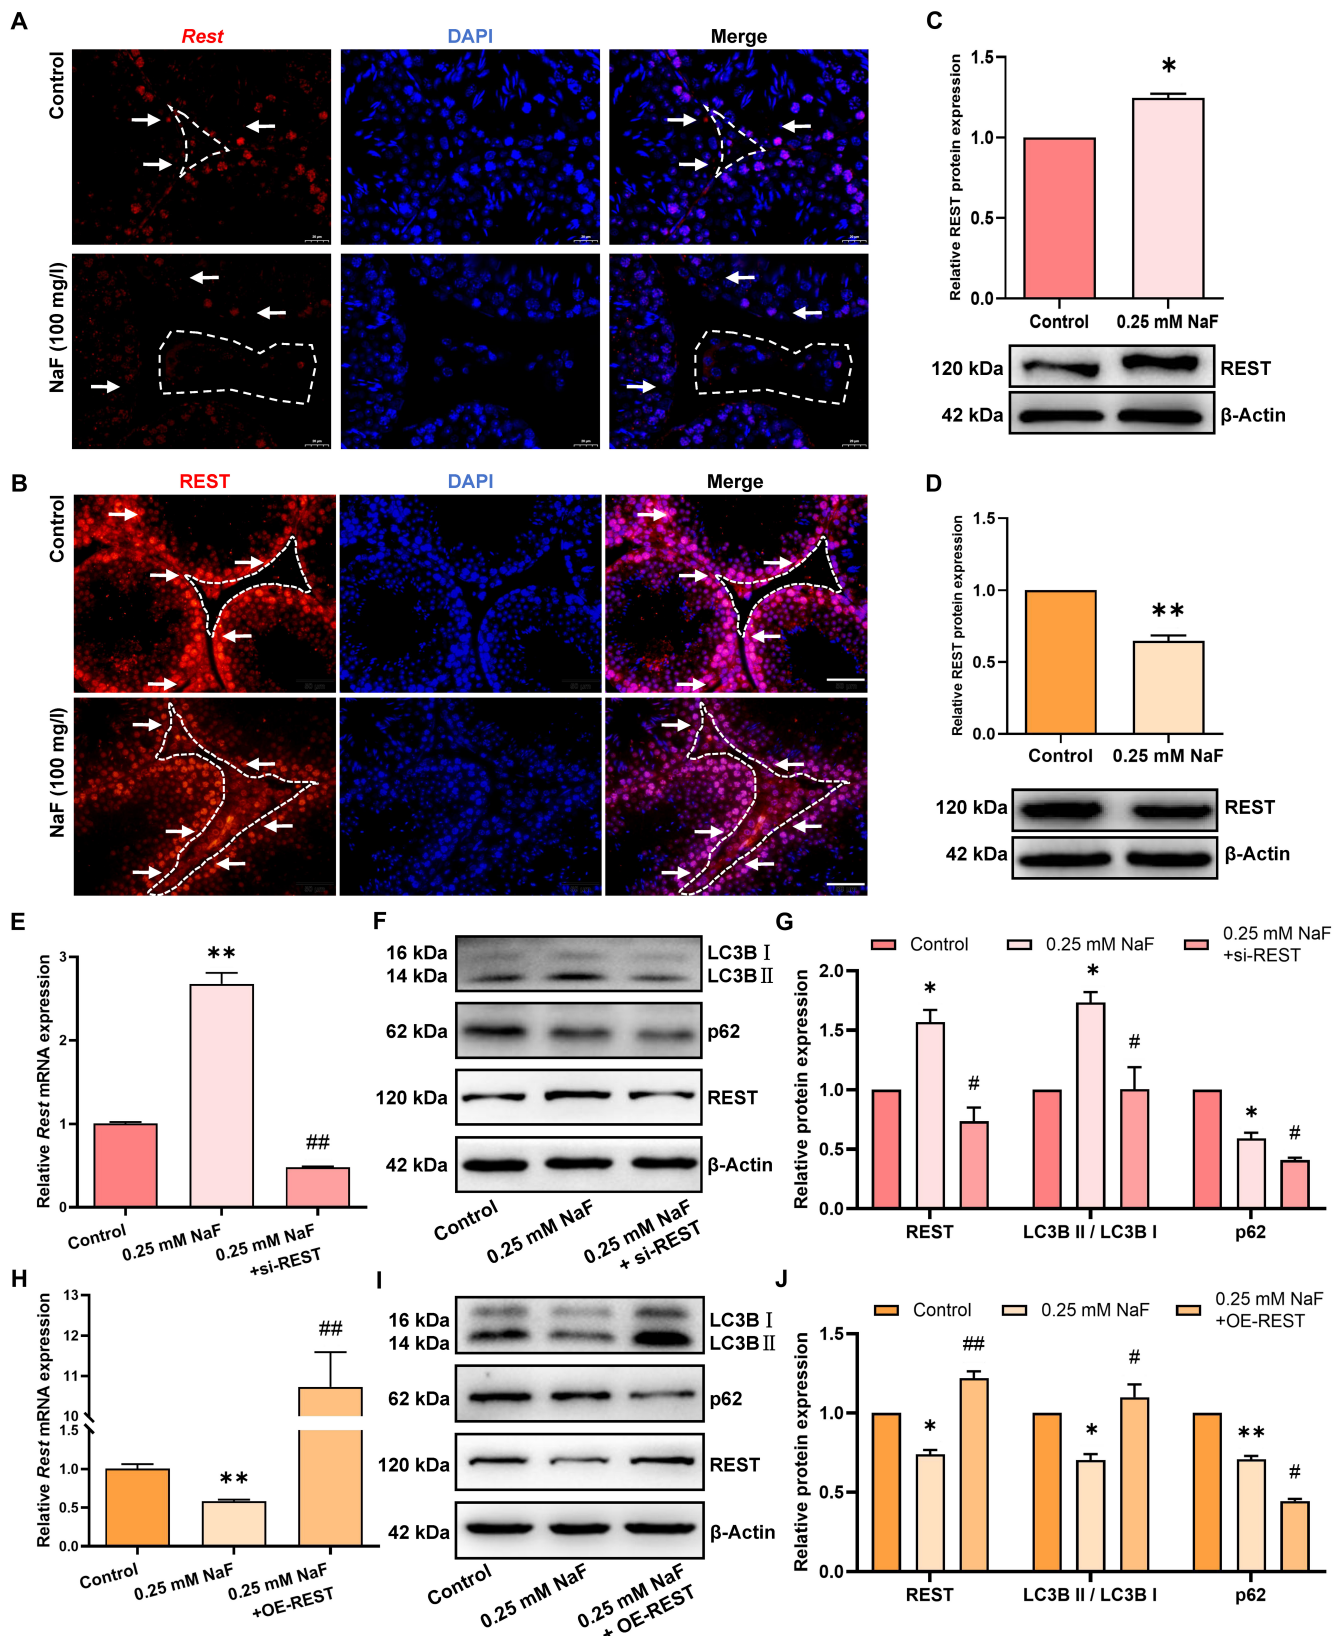 A
Rest
DAPI
Merge
Control
NaF (100 mg/l)
B
REST
DAPI
Merge
Control
NaF (100 mg/l)
C
Relative REST protein expression
1.5
1.0
0.5
0.0
*
Control
0.25 mM NaF
120 kDa
REST
42 kDa
β-Actin
D
Relative REST protein expression
1.5
1.0
0.5
0.0
**
Control
0.25 mM NaF
120 kDa
REST
42 kDa
β-Actin
E
Relative Rest mRNA expression
3
2
1
0
**
##
Control
0.25 mM NaF
0.25 mM NaF
+si-REST
F
16 kDa
LC3B Ⅰ
14 kDa
LC3B Ⅱ
62 kDa
p62
120 kDa
REST
42 kDa
β-Actin
Control
0.25 mM NaF
0.25 mM NaF
+ si-REST
G
Control
0.25 mM NaF
0.25 mM NaF
+si-REST
Relative protein expression
2.0
1.5
1.0
0.5
0.0
*
#
*
#
*
#
REST
LC3B II / LC3B I
p62
H
Relative Rest mRNA expression
13
12
11
10
1.5
1.0
0.5
0.0
**
##
Control
0.25 mM NaF
0.25 mM NaF
+OE-REST
I
16 kDa
LC3B Ⅰ
14 kDa
LC3B Ⅱ
62 kDa
p62
120 kDa
REST
42 kDa
β-Actin
Control
0.25 mM NaF
0.25 mM NaF
+ OE-REST
J
Control
0.25 mM NaF
0.25 mM NaF
+OE-REST
Relative protein expression
1.5
1.0
0.5
0.0
*
##
*
#
**
#
REST
LC3B II / LC3B I
p62